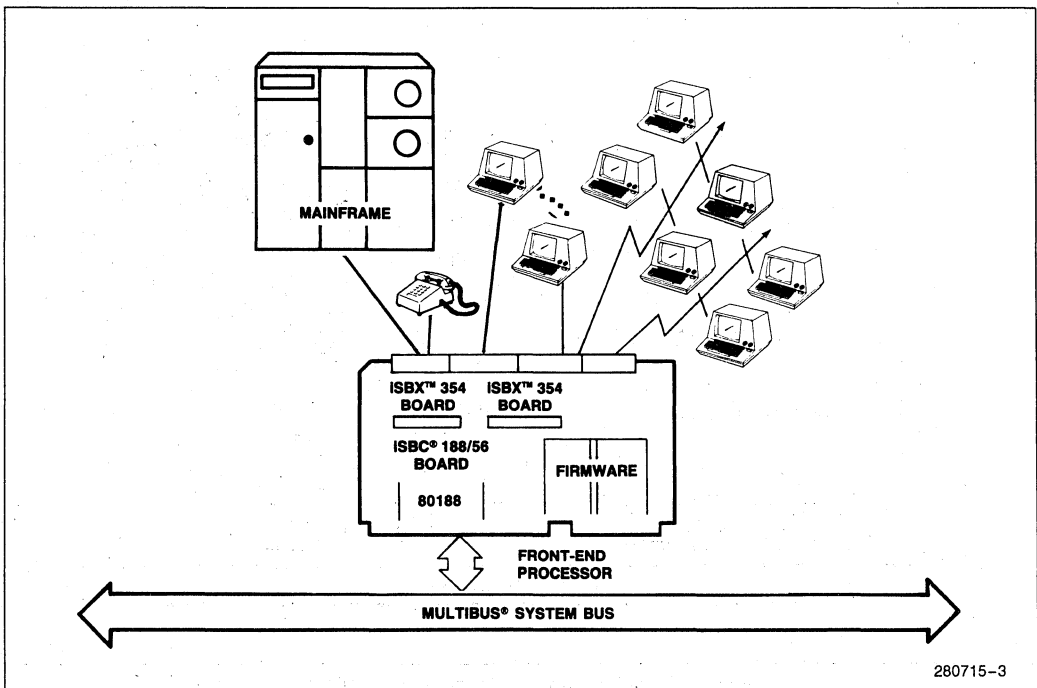 MAINFRAME
iSBX™ 354
BOARD
iSBX™ 354
BOARD
iSBC® 188/56
BOARD
80188
FIRMWARE
FRONT-END
PROCESSOR
MULTIBUS® SYSTEM BUS
280715-3